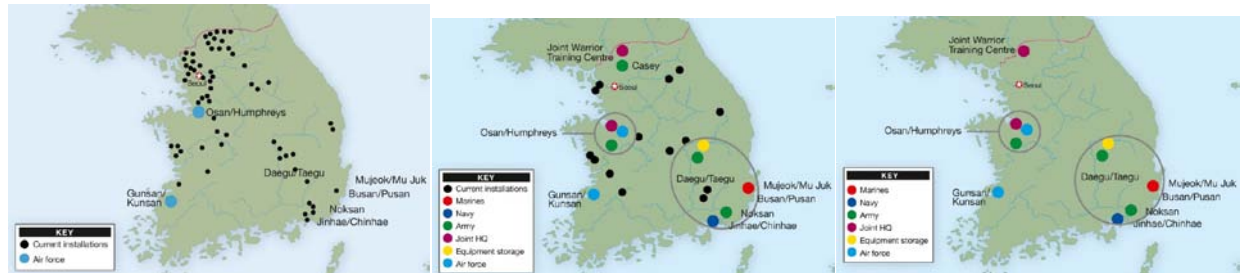 Seoul
Osan/Humphreys
Daegu/Taegu
Mujeok/Mu Juk
Busan/Pusan
Gunsan/
Kunsan
Noksan
Jinhae/Chinhae
KEY
Current installations
Air force
Joint Warrior
Training Centre
Casey
Seoul
Osan/Humphreys
Daegu/Taegu
Mujeok/Mu Juk
Busan/Pusan
Gunsan/
Kunsan
Noksan
Jinhae/Chinhae
KEY
Current installations
Marines
Navy
Army
Joint HQ
Equipment storage
Air force
Joint Warrior
Training Centre
Seoul
Osan/Humphreys
Daegu/Taegu
Mujeok/Mu Juk
Busan/Pusan
Gunsan/
Kunsan
Noksan
Jinhae/Chinhae
KEY
Marines
Navy
Army
Joint HQ
Equipment storage
Air force